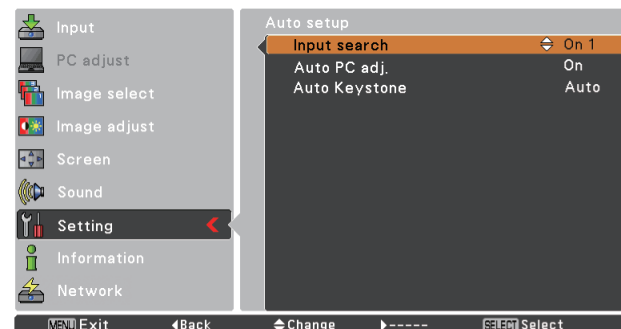 Input
PC adjust
Image select
Image adjust
Screen
Sound
Setting
Information
Network
Auto setup
Input search On 1
Auto PC adj. On
Auto Keystone Auto
MENU Exit Back Change ----- SELECT Select